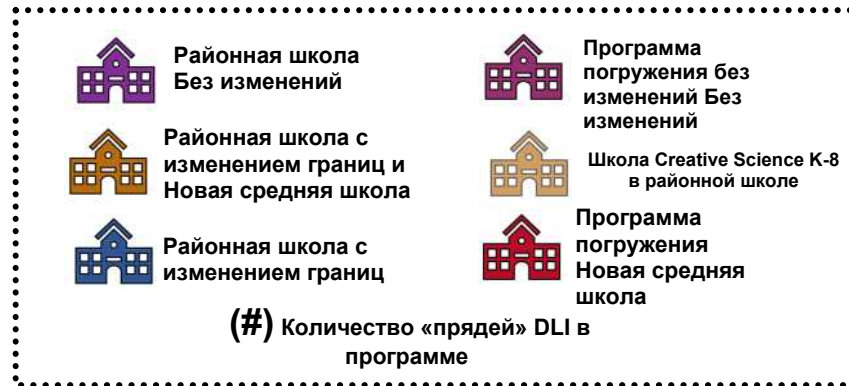 Районная школа
Без изменений
Районная школа с
изменением границ и
Новая средняя школа
Районная школа с
изменением границ
Программа
погружения без
изменений Без
изменений
Школа Creative Science K-8
в районной школе
Программа
погружения
Новая средняя
школа
(#) Количество «прядей» DLI в
программе